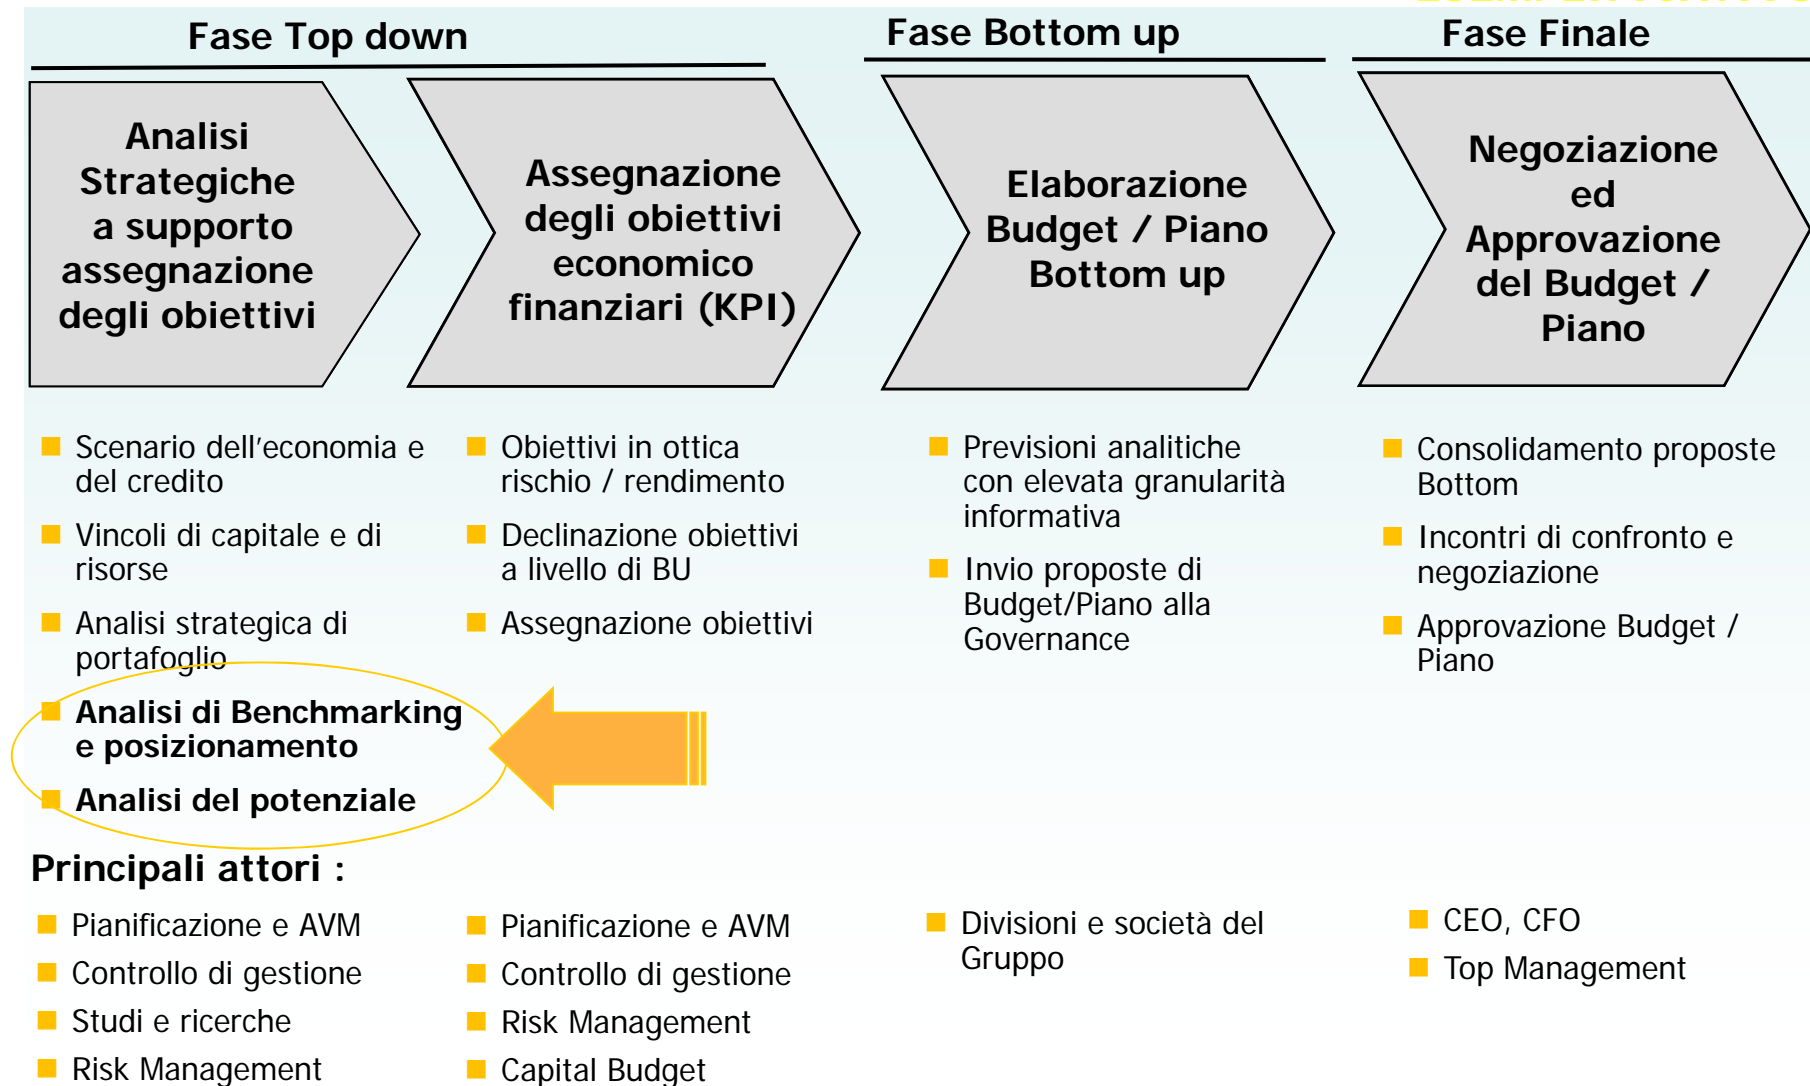 Fase Top down
Fase Bottom up
Fase Finale
Analisi
Strategiche
a supporto
assegnazione
degli obiettivi
Assegnazione
degli obiettivi
economico
finanziari (KPI)
Elaborazione
Budget / Piano
Bottom up
Negoziazione
ed
Approvazione
del Budget /
Piano
Scenario dell’economia e
del credito
Vincoli di capitale e di
risorse
Analisi strategica di
portafoglio
Analisi di Benchmarking
e posizionamento
Analisi del potenziale
Obiettivi in ottica
rischio / rendimento
Declinazione obiettivi
a livello di BU
Assegnazione obiettivi
Previsioni analitiche
con elevata granularità
informativa
Invio proposte di
Budget/Piano alla
Governance
Consolidamento proposte
Bottom
Incontri di confronto e
negoziazione
Approvazione Budget /
Piano
Principali attori :
Pianificazione e AVM
Controllo di gestione
Studi e ricerche
Risk Management
Pianificazione e AVM
Controllo di gestione
Risk Management
Capital Budget
Divisioni e società del
Gruppo
CEO, CFO
Top Management